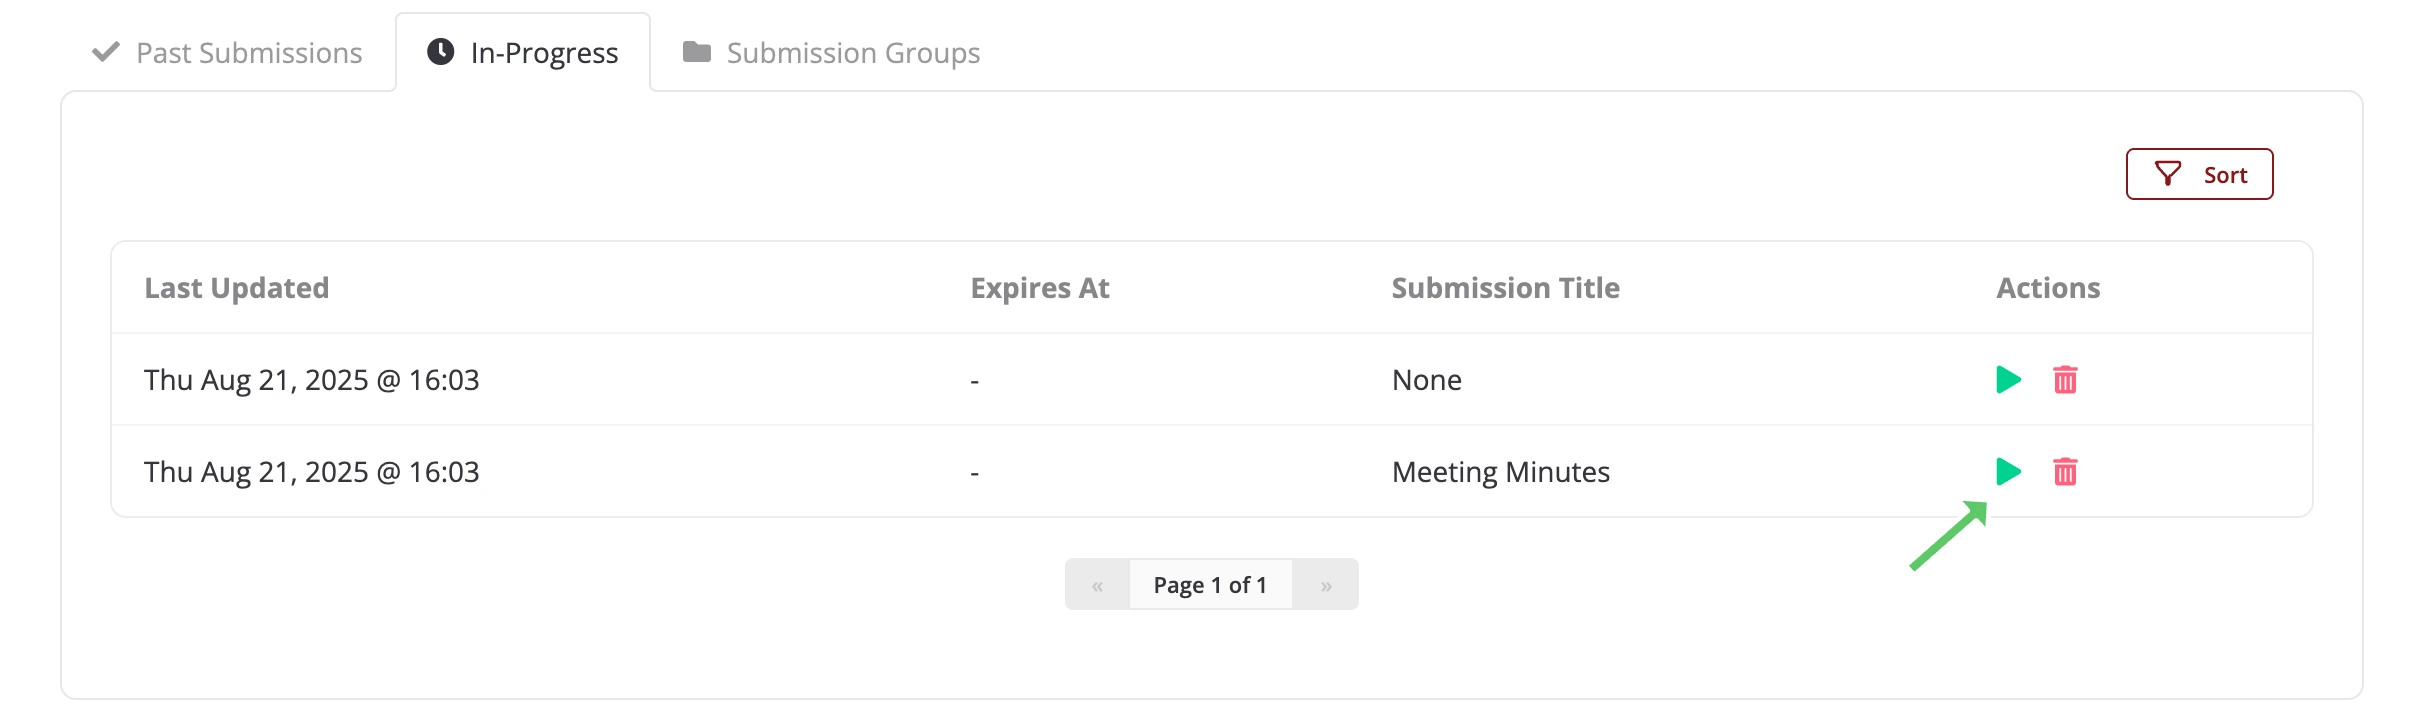 Past Submissions In-Progress Submission Groups
Sort
Last Updated Expires At Submission Title Actions
Thu Aug 21, 2025 @ 16:03 - None
Thu Aug 21, 2025 @ 16:03 - Meeting Minutes
« Page 1 of 1 »